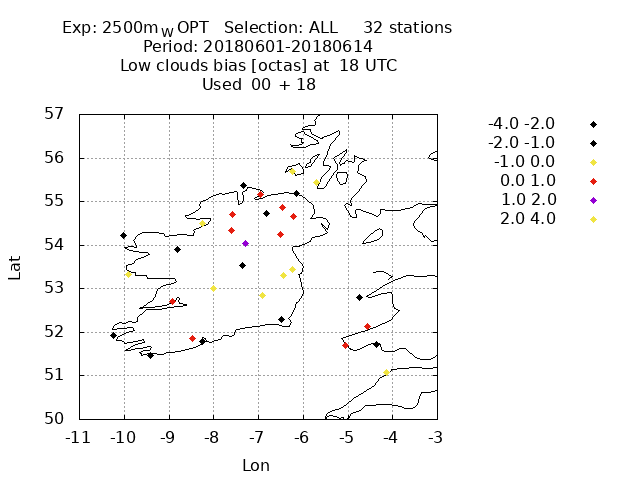 Exp: 2500m_W OPT Selection: ALL 32 stations
Period: 20180601-20180614
Low clouds bias [octas] at 18 UTC
Used 00 + 18
57
56
55
54
53
52
51
50
-11 -10 -9 -8 -7 -6 -5 -4 -3
Lat
Lon
-4.0 -2.0
-2.0 -1.0
-1.0 0.0
0.0 1.0
1.0 2.0
2.0 4.0